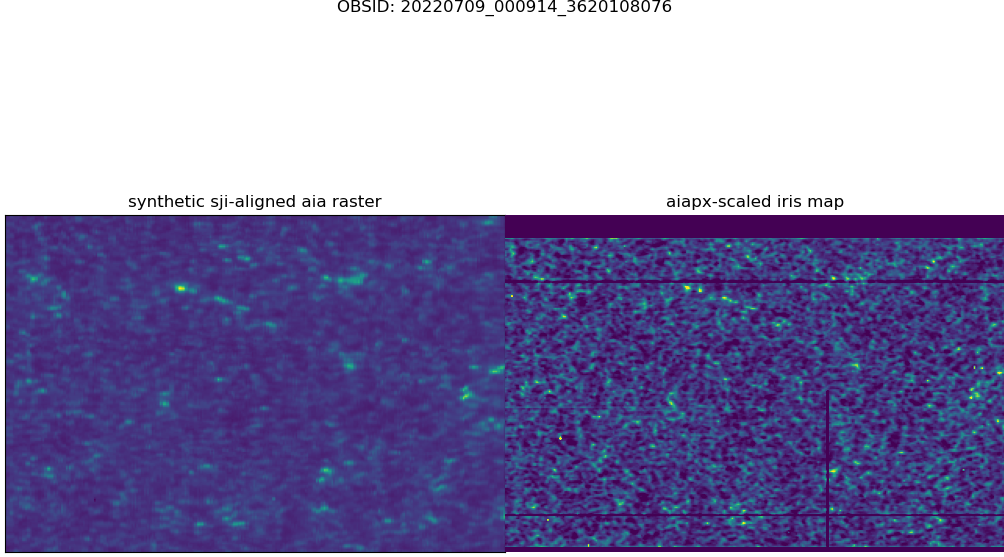 OBSID: 20220709_000914_3620108076
synthetic sji-aligned aia raster
aiapx-scaled iris map